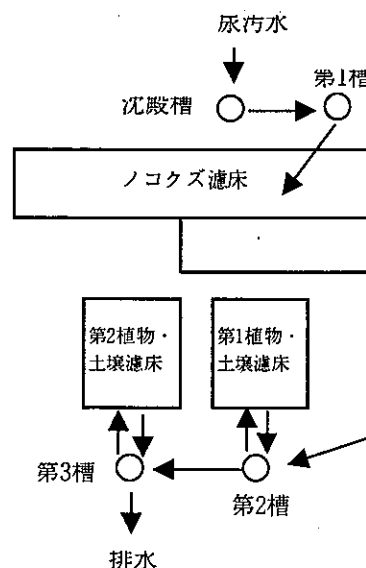 尿汚水
第1槽
沈殿槽
ノコクズ濾床
第2植物・
土壌濾床
第1植物・
土壌濾床
第3槽
第2槽
排水